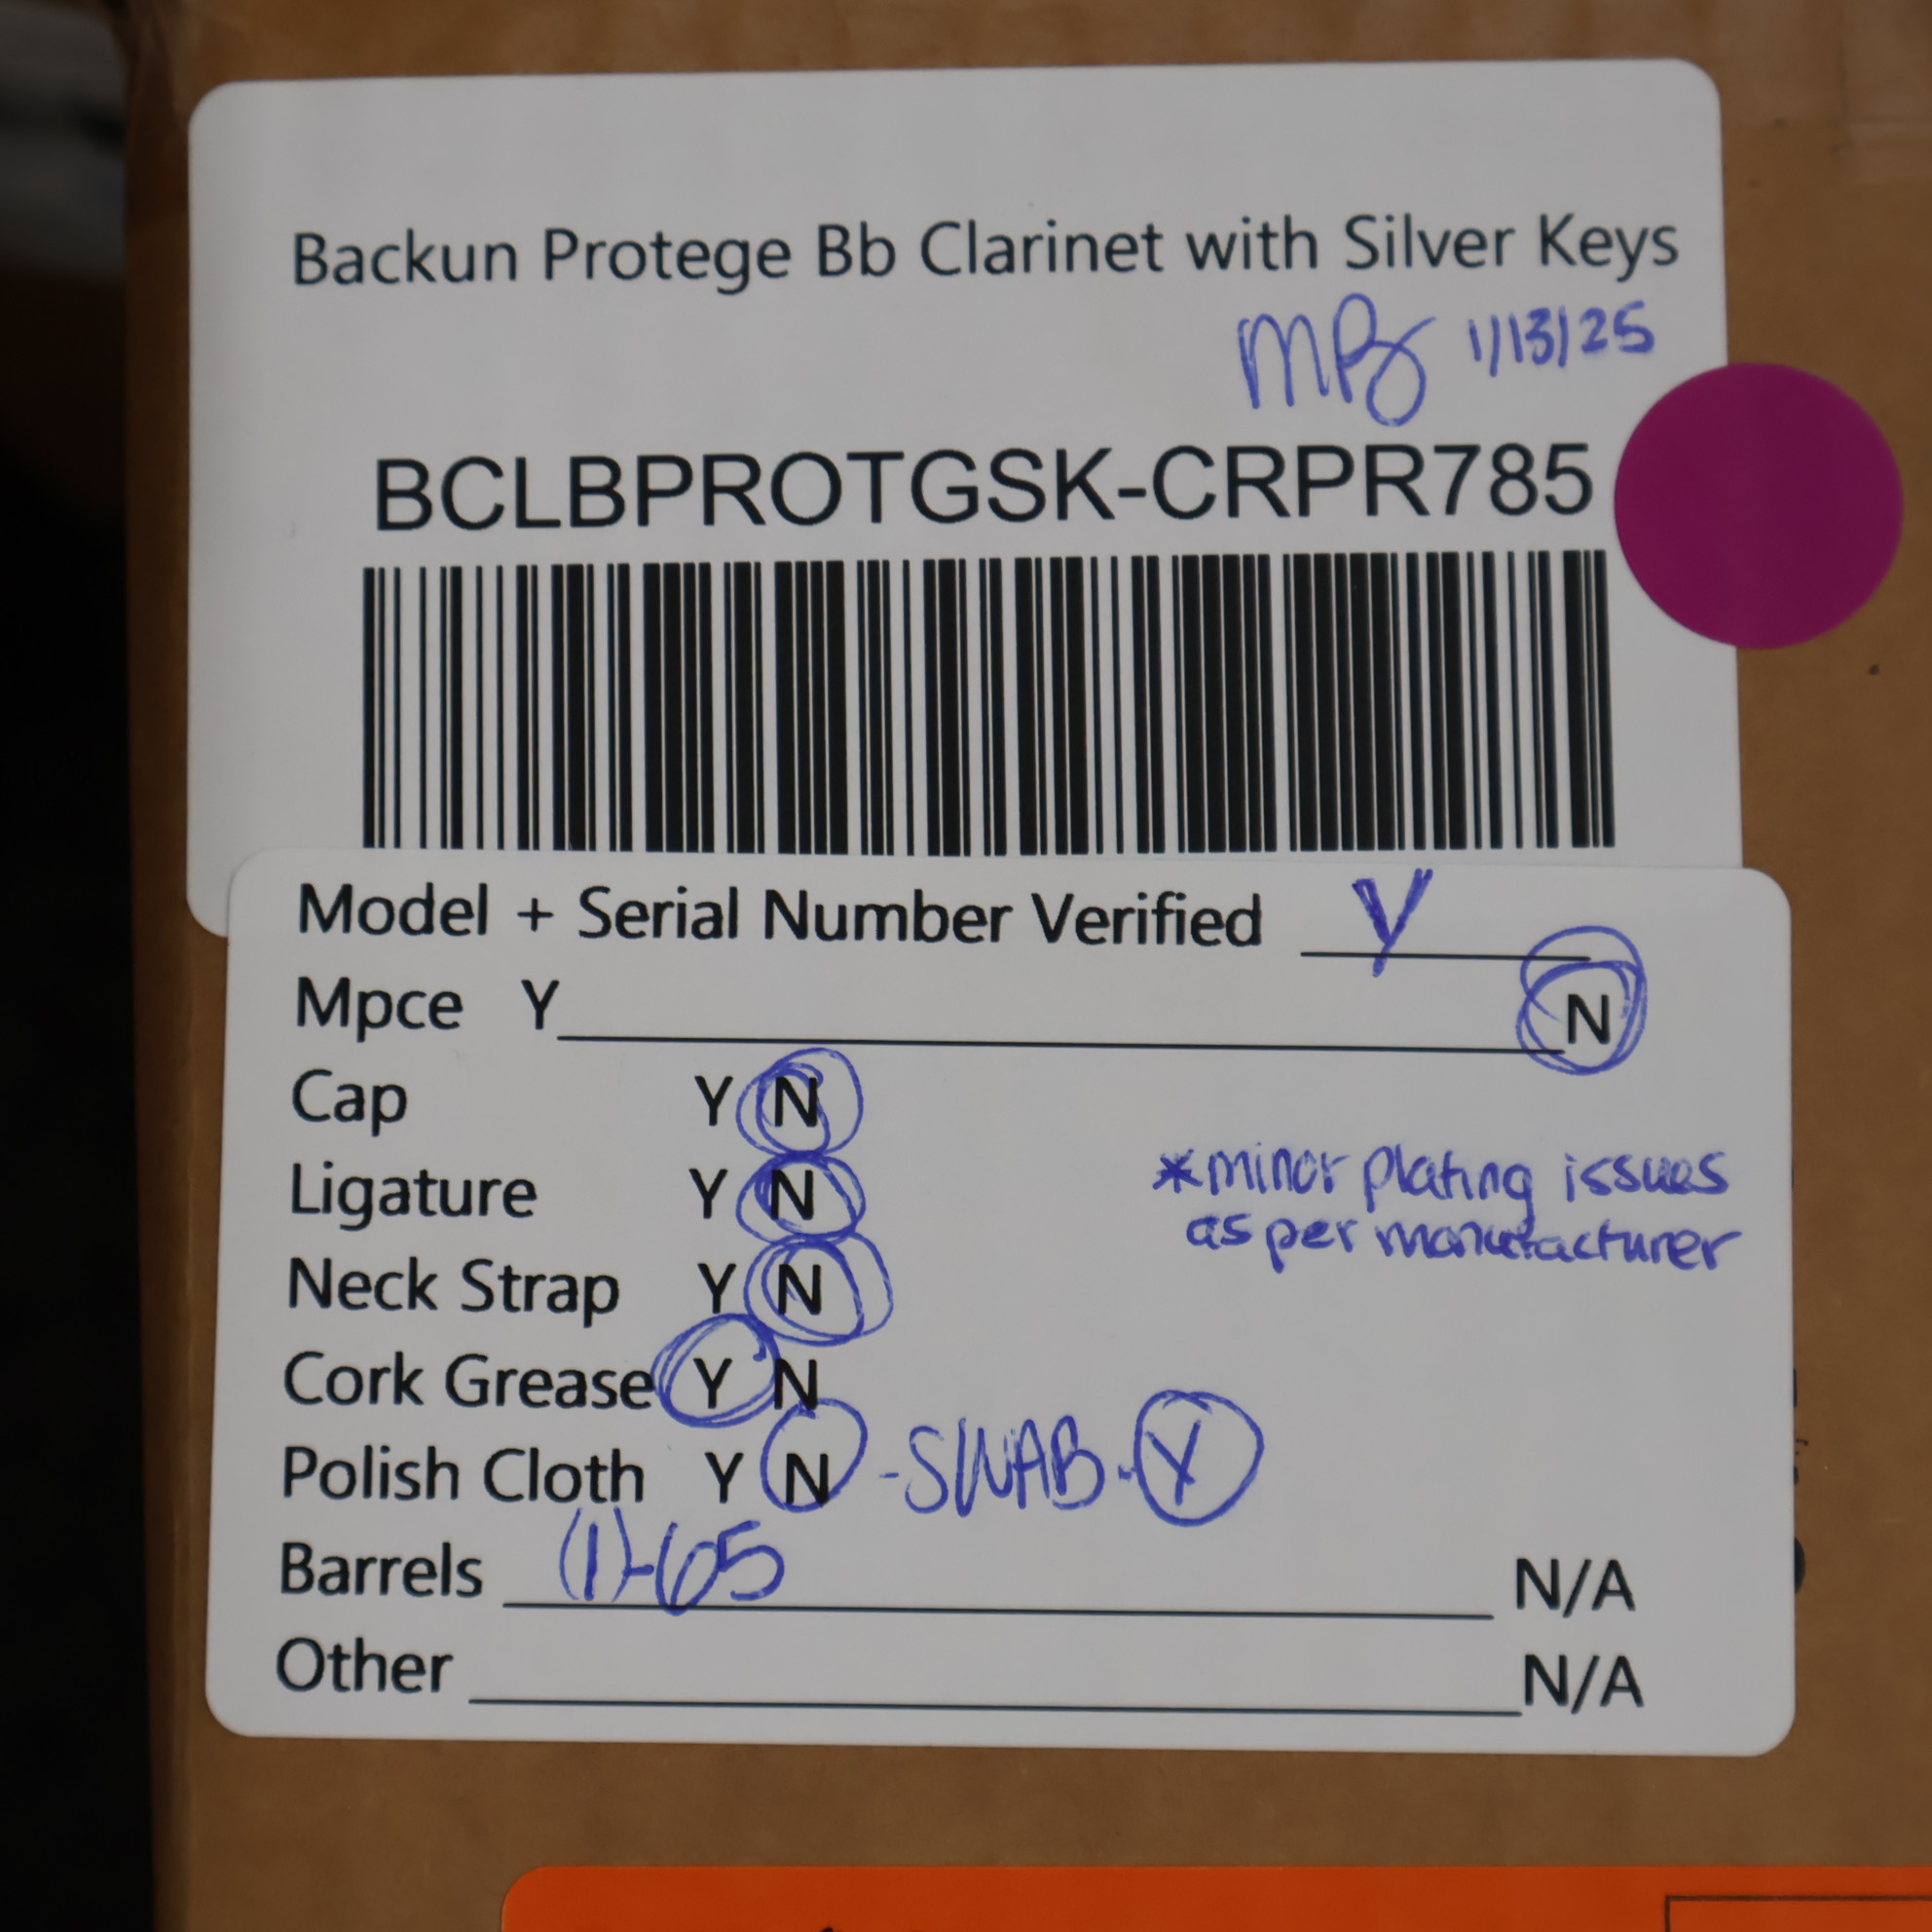 Backun Protege Bb Clarinet with Silver Keys
1/13/25
BCLBPROTGSK-CRPR785
Model + Serial Number Verified Y
Mpce Y N
Cap Y N
Ligature Y N
*minor plating issues
as per manufacturer
Neck Strap Y N
Cork Grease Y N
Polish Cloth Y N -SWAB-Y
Barrels (1)-65 N/A
Other N/A